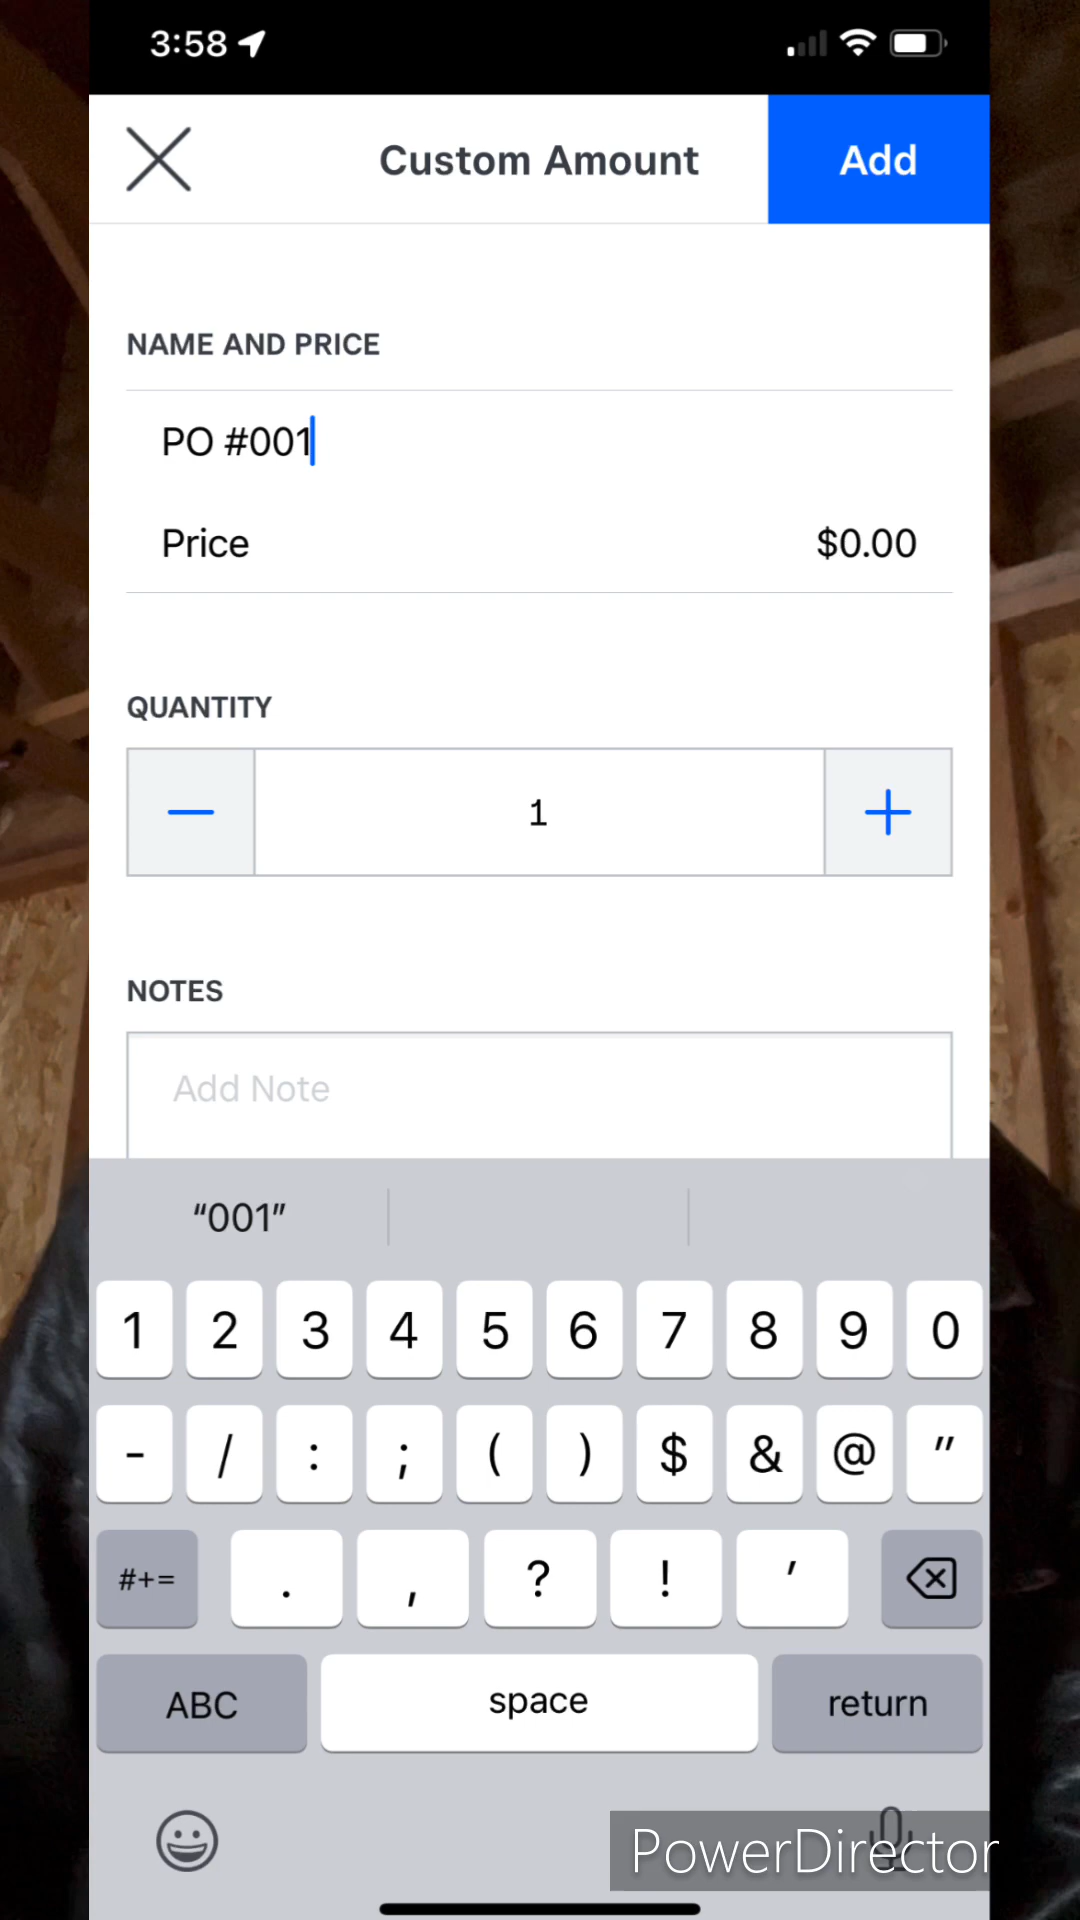 3:58
Custom Amount
Add
NAME AND PRICE
PO #001
Price $0.00
QUANTITY
1
NOTES
Add Note
“001”
1 2 3 4 5 6 7 8 9 0
- / : ; ( ) $ & @ "
#+= . , ? ! '
ABC space return
PowerDirector